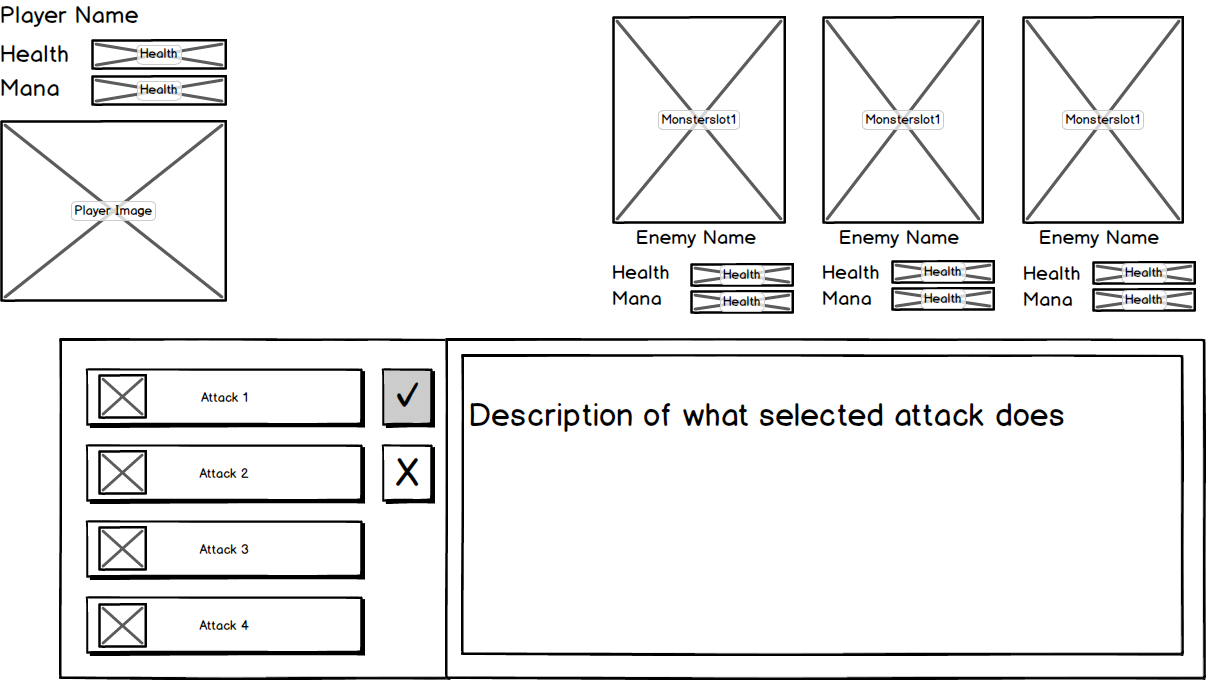 Player Name
Health Health
Mana Health
Player Image
Monsterslot1 Monsterslot1 Monsterslot1
Enemy Name Enemy Name Enemy Name
Health Health Health Health Health Health
Mana Health Mana Health Mana Health
Attack 1 ✓
Attack 2 X
Attack 3
Attack 4
Description of what selected attack does